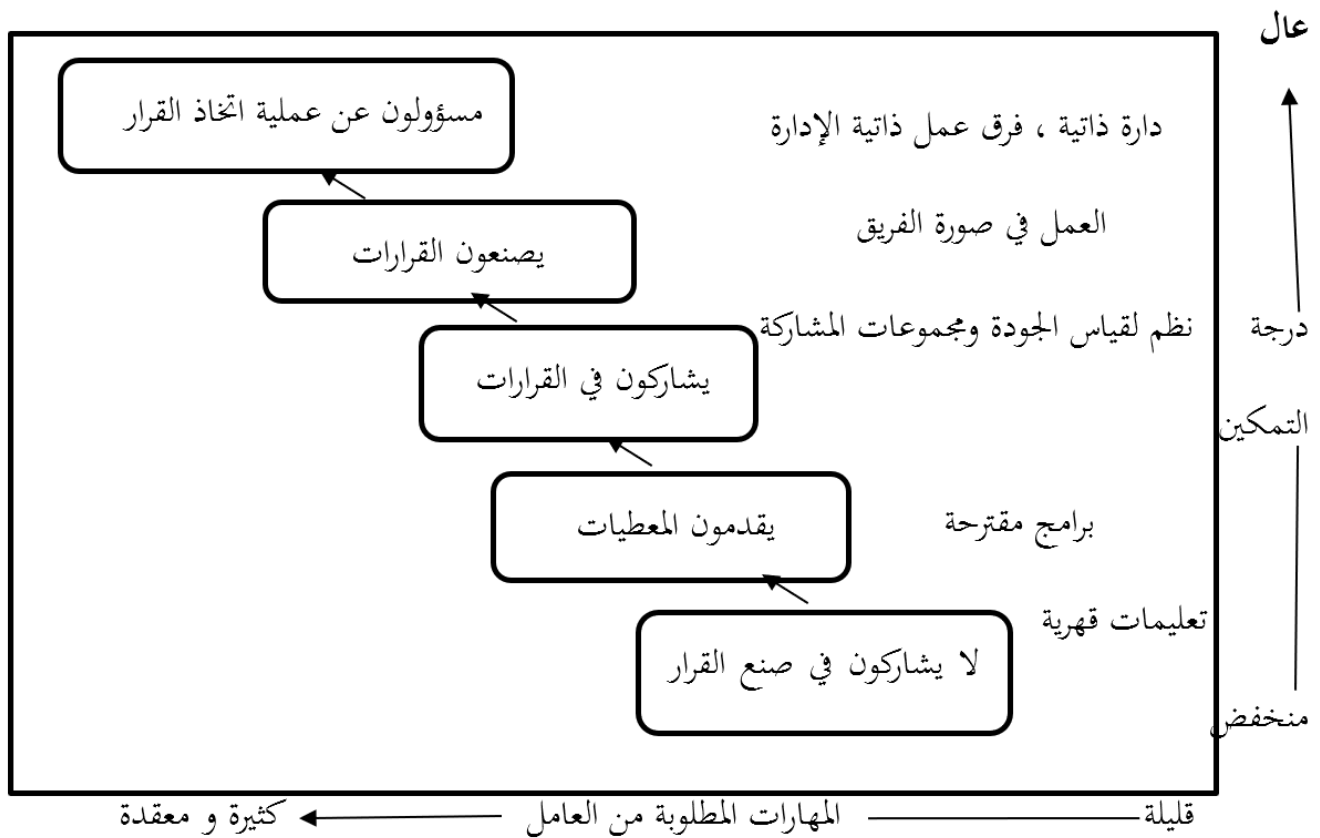 عال
مسؤولون عن عملية اتخاذ القرار
دارة ذاتية ، فرق عمل ذاتية الإدارة
العمل في صورة الفريق
يصنعون القرارات
درجة
نظم لقياس الجودة ومجموعات المشاركة
يشاركون في القرارات
التمكين
برامج مقترحة
يقدمون المعطيات
تعليمات قهرية
لا يشاركون في صنع القرار
منخفض
قليلة
المهارات المطلوبة من العامل
كثيرة و معقدة